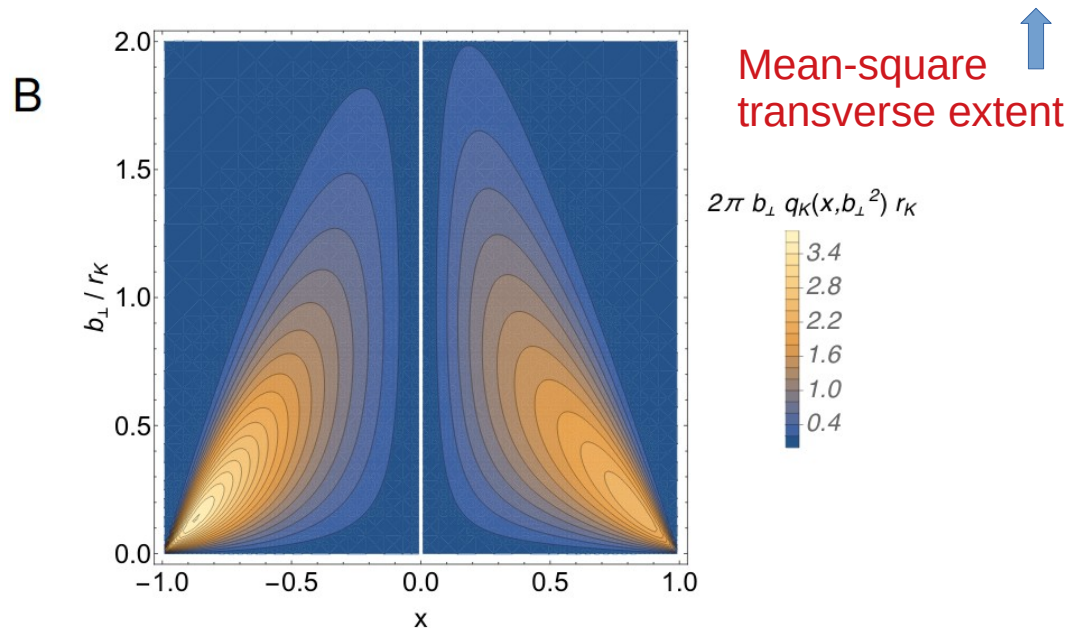 B
Mean-square
transverse extent
2π b⊥ qK(x,b⊥²) rK
3.4
2.8
2.2
1.6
1.0
0.4
b⊥ / rK
2.0
1.5
1.0
0.5
0.0
−1.0 −0.5 0.0 0.5 1.0
x